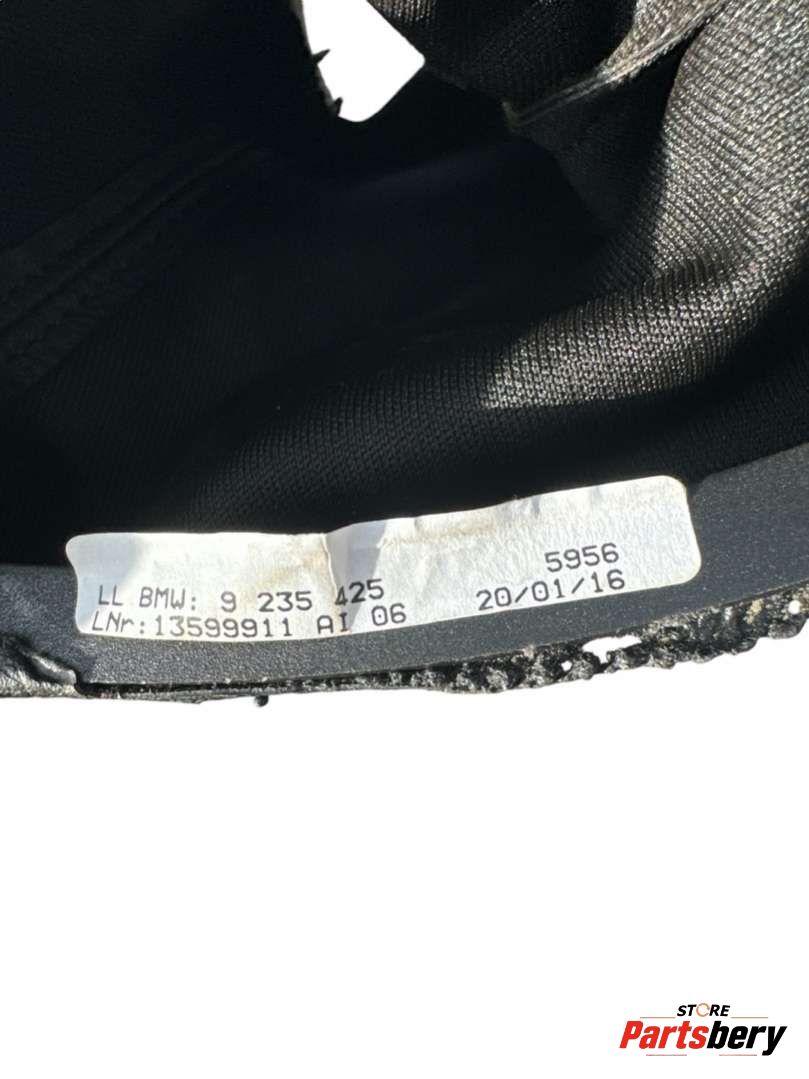 5956
LL BMW: 9 235 425 20/01/16
LNr:13599911 AI 06
STORE
Partsbery